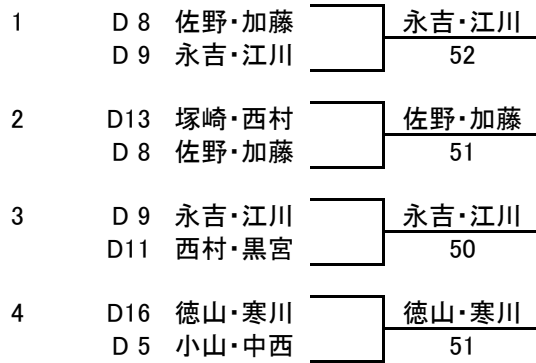 1 D 8 佐野・加藤 永吉・江川
D 9 永吉・江川 52
2 D13 塚崎・西村 佐野・加藤
D 8 佐野・加藤 51
3 D 9 永吉・江川 永吉・江川
D11 西村・黒宮 50
4 D16 徳山・寒川 徳山・寒川
D 5 小山・中西 51